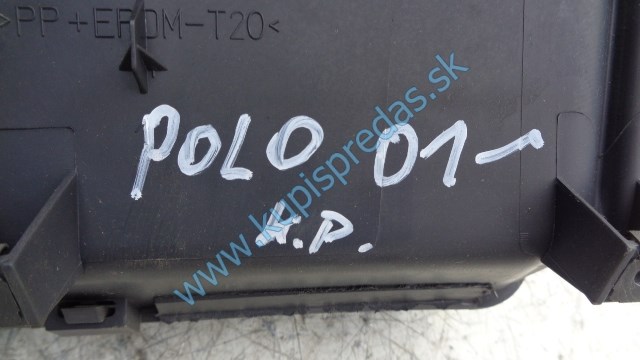 >PP+EPDM-T20<
POLO 01-
A.P.
www.kupispredas.sk